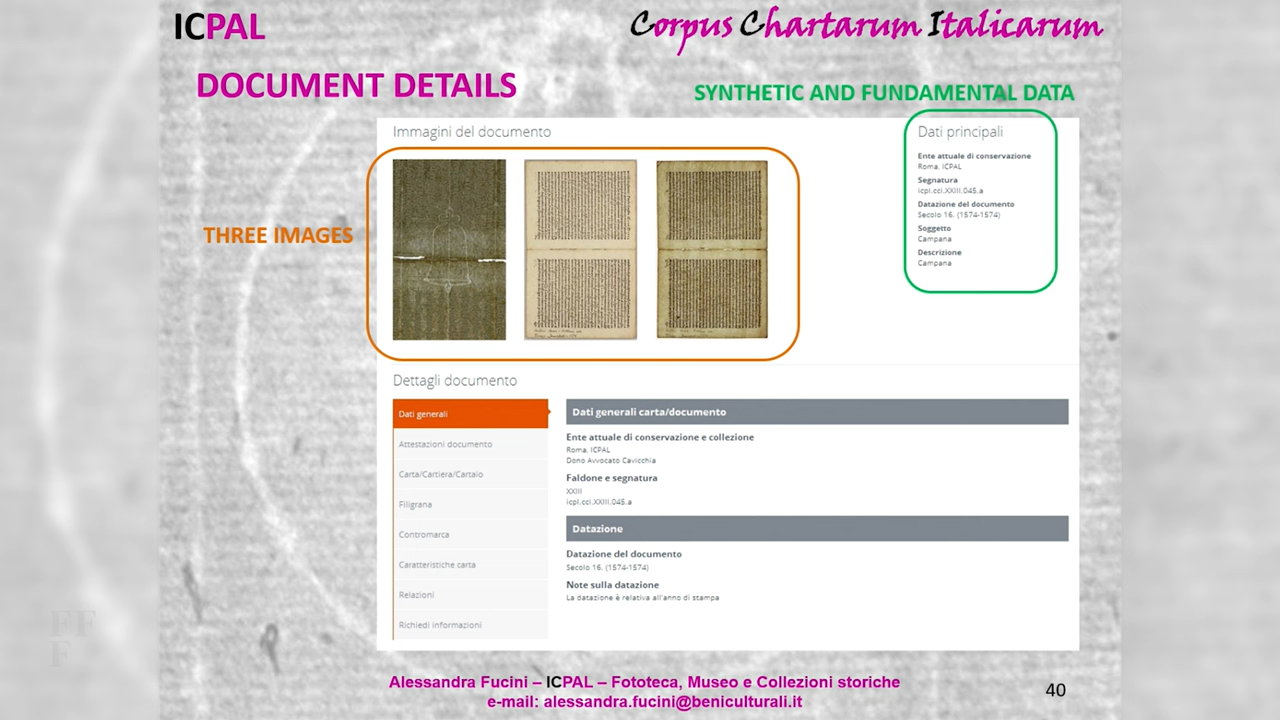 ICPAL
Corpus Chartarum Italicarum
DOCUMENT DETAILS
SYNTHETIC AND FUNDAMENTAL DATA
Immagini del documento
THREE IMAGES
Dati principali
Ente attuale di conservazione
Roma, ICPAL
Segnatura
icpl.cci.XXIII.045.a
Datazione del documento
Secolo 16. (1574-1574)
Soggetto
Campana
Descrizione
Campana
Dettagli documento
Dati generali
Attestazioni documento
Carta/Cartiera/Cartaio
Filigrana
Contromarca
Caratteristiche carta
Relazioni
Richiedi informazioni
Dati generali carta/documento
Ente attuale di conservazione e collezione
Roma, ICPAL
Dono Avvocato Cavicchia
Faldone e segnatura
XXIII
icpl.cci.XXIII.045.a
Datazione
Datazione del documento
Secolo 16. (1574-1574)
Note sulla datazione
La datazione è relativa all'anno di stampa
Alessandra Fucini – ICPAL – Fototeca, Museo e Collezioni storiche
e-mail: alessandra.fucini@beniculturali.it
40
FF
F